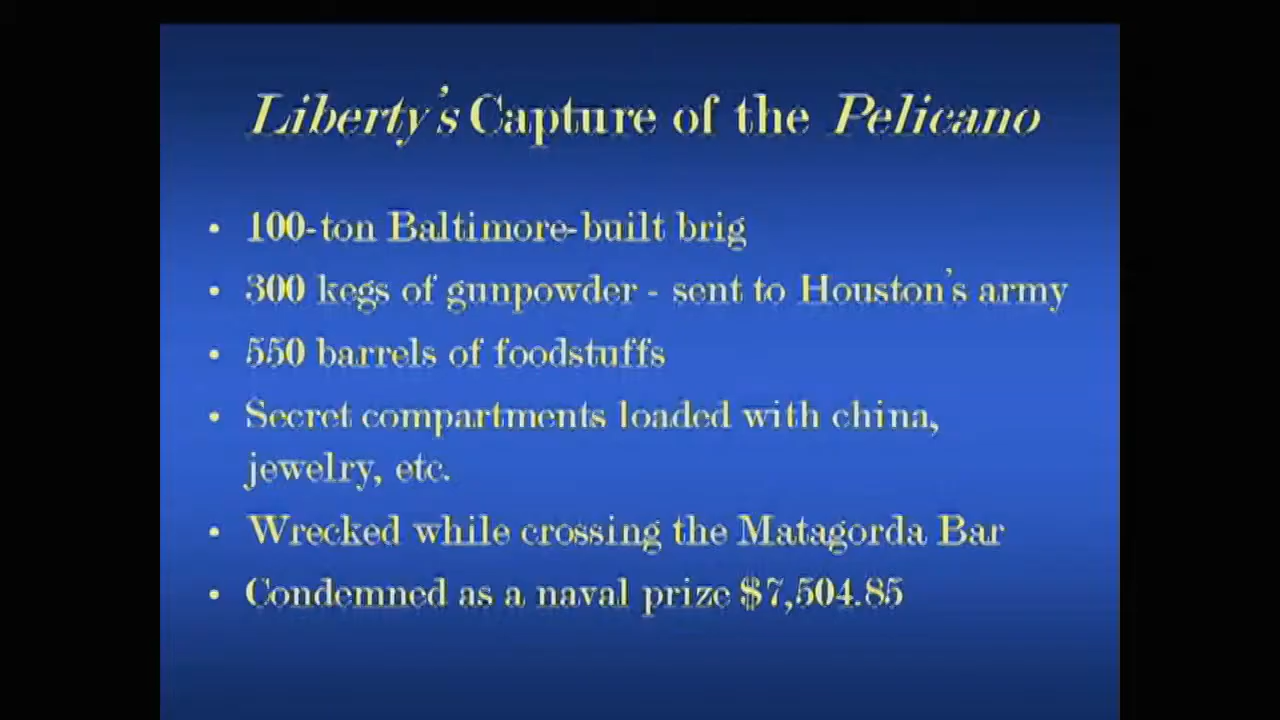 Liberty's Capture of the Pelicano
• 100-ton Baltimore-built brig
• 300 kegs of gunpowder - sent to Houston's army
• 550 barrels of foodstuffs
• Secret compartments loaded with china,
jewelry, etc.
• Wrecked while crossing the Matagorda Bar
• Condemned as a naval prize $7,504.85